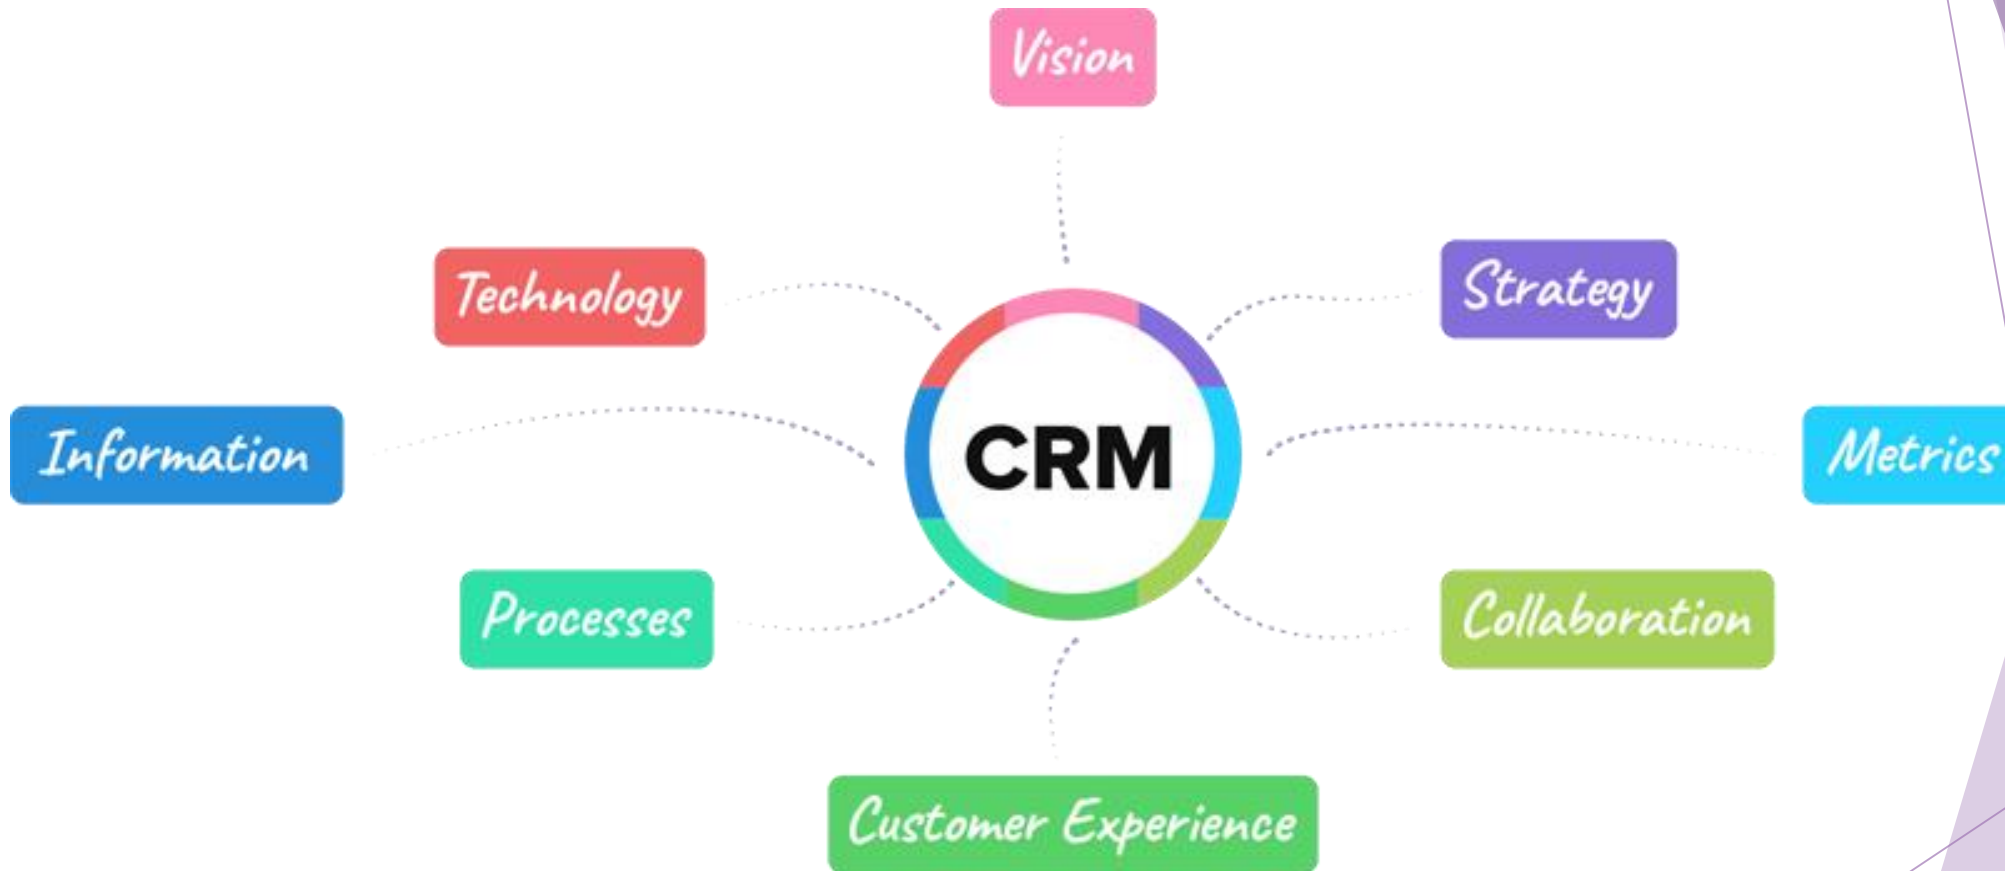 Vision
Technology
Strategy
Information
CRM
Metrics
Processes
Collaboration
Customer Experience